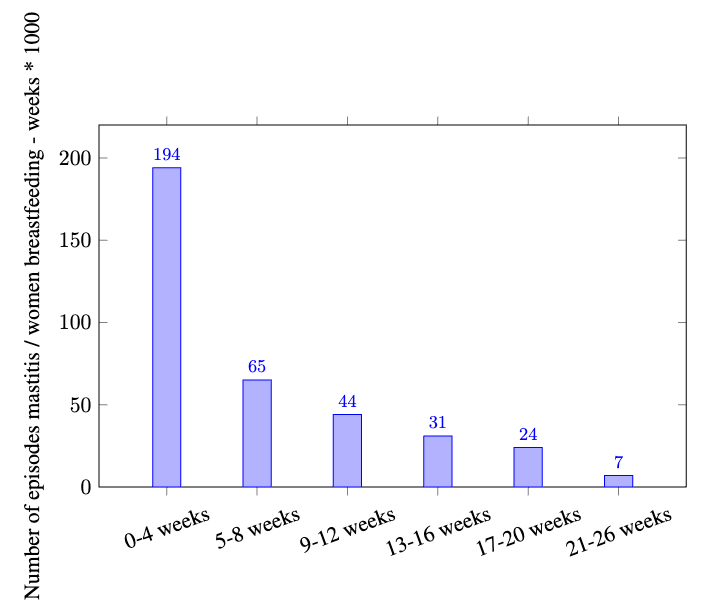 Number of episodes mastitis / women breastfeeding - weeks * 1000
200
150
100
50
0
194
65
44
31
24
7
0-4 weeks
5-8 weeks
9-12 weeks
13-16 weeks
17-20 weeks
21-26 weeks